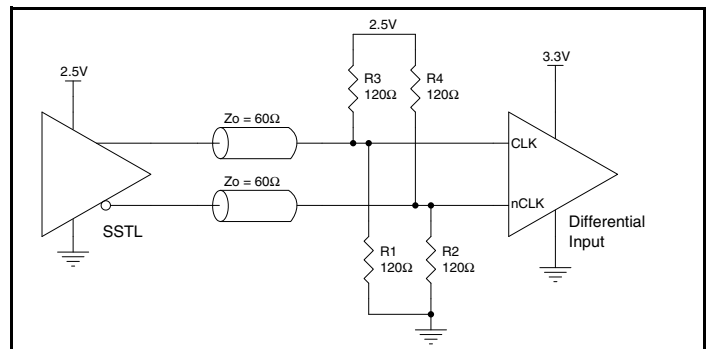 2.5V
2.5V
3.3V
R3
120Ω
R4
120Ω
Zo = 60Ω
CLK
Zo = 60Ω
nCLK
SSTL
Differential
Input
R1
120Ω
R2
120Ω